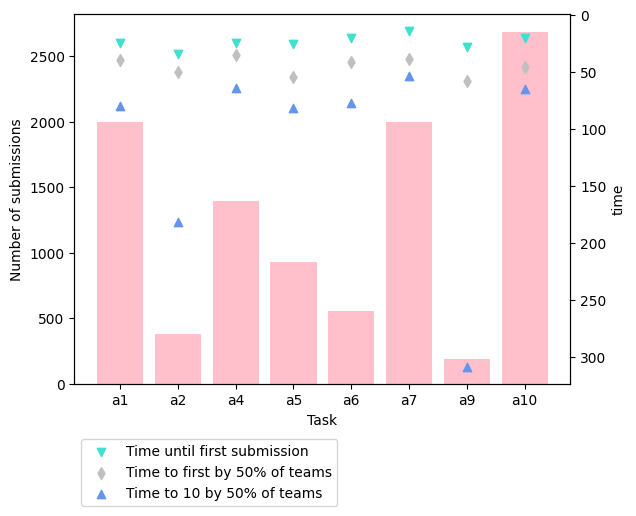 2500
2000
1500
1000
500
0
Number of submissions
0
50
100
150
200
250
300
time
a1 a2 a4 a5 a6 a7 a9 a10
Task
Time until first submission
Time to first by 50% of teams
Time to 10 by 50% of teams